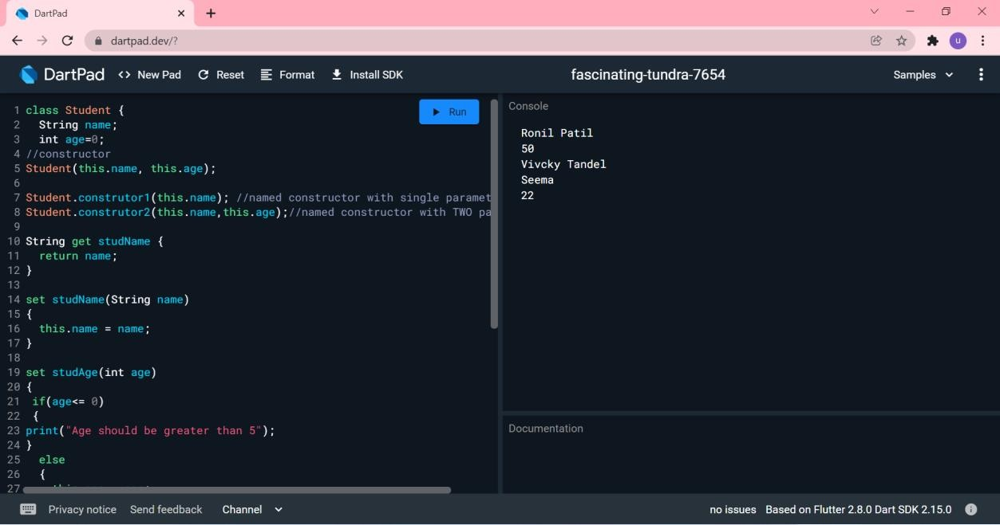 DartPad
dartpad.dev/?
u
DartPad <> New Pad Reset Format Install SDK fascinating-tundra-7654 Samples
Run
1 class Student {
2   String name;
3   int age=0;
4 //constructor
5 Student(this.name, this.age);
6
7 Student.construtor1(this.name); //named constructor with single paramet
8 Student.construtor2(this.name,this.age);//named constructor with TWO pa
9
10 String get studName {
11   return name;
12 }
13
14 set studName(String name)
15 {
16   this.name = name;
17 }
18
19 set studAge(int age)
20 {
21  if(age<= 0)
22  {
23 print("Age should be greater than 5");
24 }
25   else
26   {
27
Console
Ronil Patil
50
Vivcky Tandel
Seema
22
Documentation
Privacy notice Send feedback Channel no issues Based on Flutter 2.8.0 Dart SDK 2.15.0